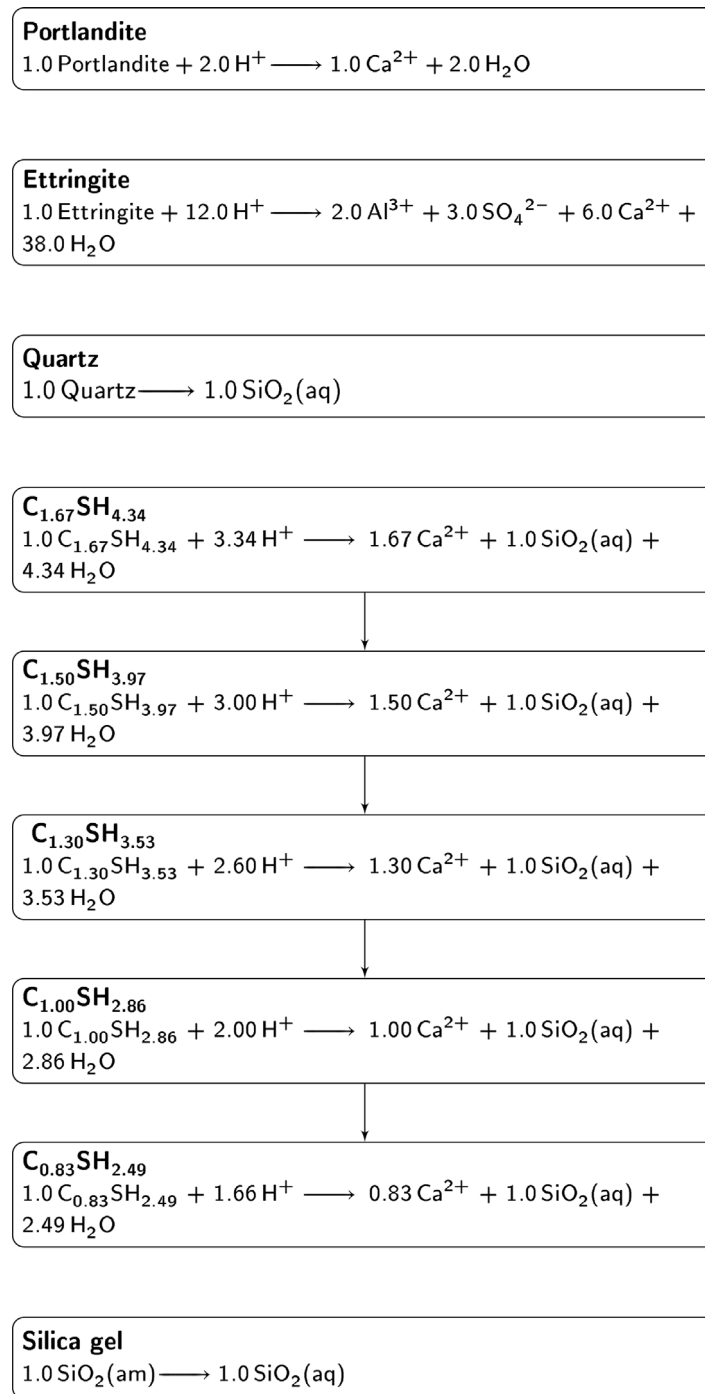 Portlandite
1.0 Portlandite + 2.0 H⁺ ⟶ 1.0 Ca²⁺ + 2.0 H₂O
Ettringite
1.0 Ettringite + 12.0 H⁺ ⟶ 2.0 Al³⁺ + 3.0 SO₄²⁻ + 6.0 Ca²⁺ +
38.0 H₂O
Quartz
1.0 Quartz ⟶ 1.0 SiO₂(aq)
C₁.₆₇SH₄.₃₄
1.0 C₁.₆₇SH₄.₃₄ + 3.34 H⁺ ⟶ 1.67 Ca²⁺ + 1.0 SiO₂(aq) +
4.34 H₂O
C₁.₅₀SH₃.₉₇
1.0 C₁.₅₀SH₃.₉₇ + 3.00 H⁺ ⟶ 1.50 Ca²⁺ + 1.0 SiO₂(aq) +
3.97 H₂O
C₁.₃₀SH₃.₅₃
1.0 C₁.₃₀SH₃.₅₃ + 2.60 H⁺ ⟶ 1.30 Ca²⁺ + 1.0 SiO₂(aq) +
3.53 H₂O
C₁.₀₀SH₂.₈₆
1.0 C₁.₀₀SH₂.₈₆ + 2.00 H⁺ ⟶ 1.00 Ca²⁺ + 1.0 SiO₂(aq) +
2.86 H₂O
C₀.₈₃SH₂.₄₉
1.0 C₀.₈₃SH₂.₄₉ + 1.66 H⁺ ⟶ 0.83 Ca²⁺ + 1.0 SiO₂(aq) +
2.49 H₂O
Silica gel
1.0 SiO₂(am) ⟶ 1.0 SiO₂(aq)